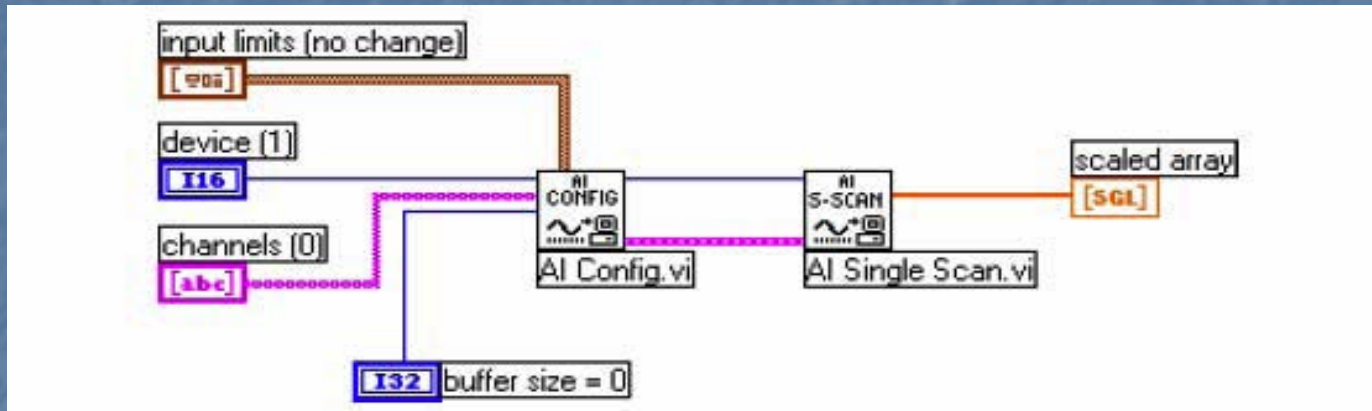 input limits (no change)
device (1)
I16
channels (0)
[abc]
I32 buffer size = 0
AI
CONFIG
AI Config.vi
AI
S-SCAN
AI Single Scan.vi
scaled array
[SGL]